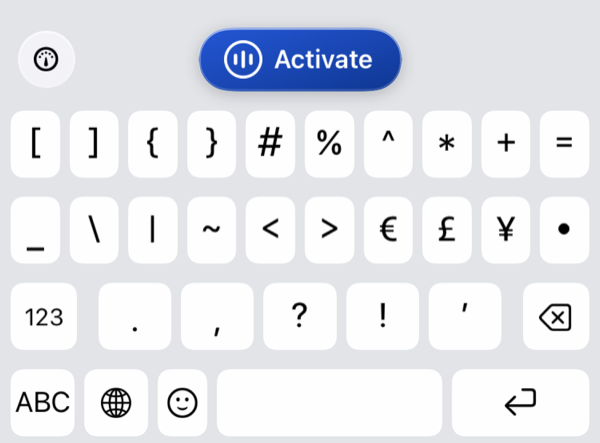 Activate
[ ] { } # % ^ * + =
_ \ | ~ < > € £ ¥ •
123 . , ? ! ′
ABC